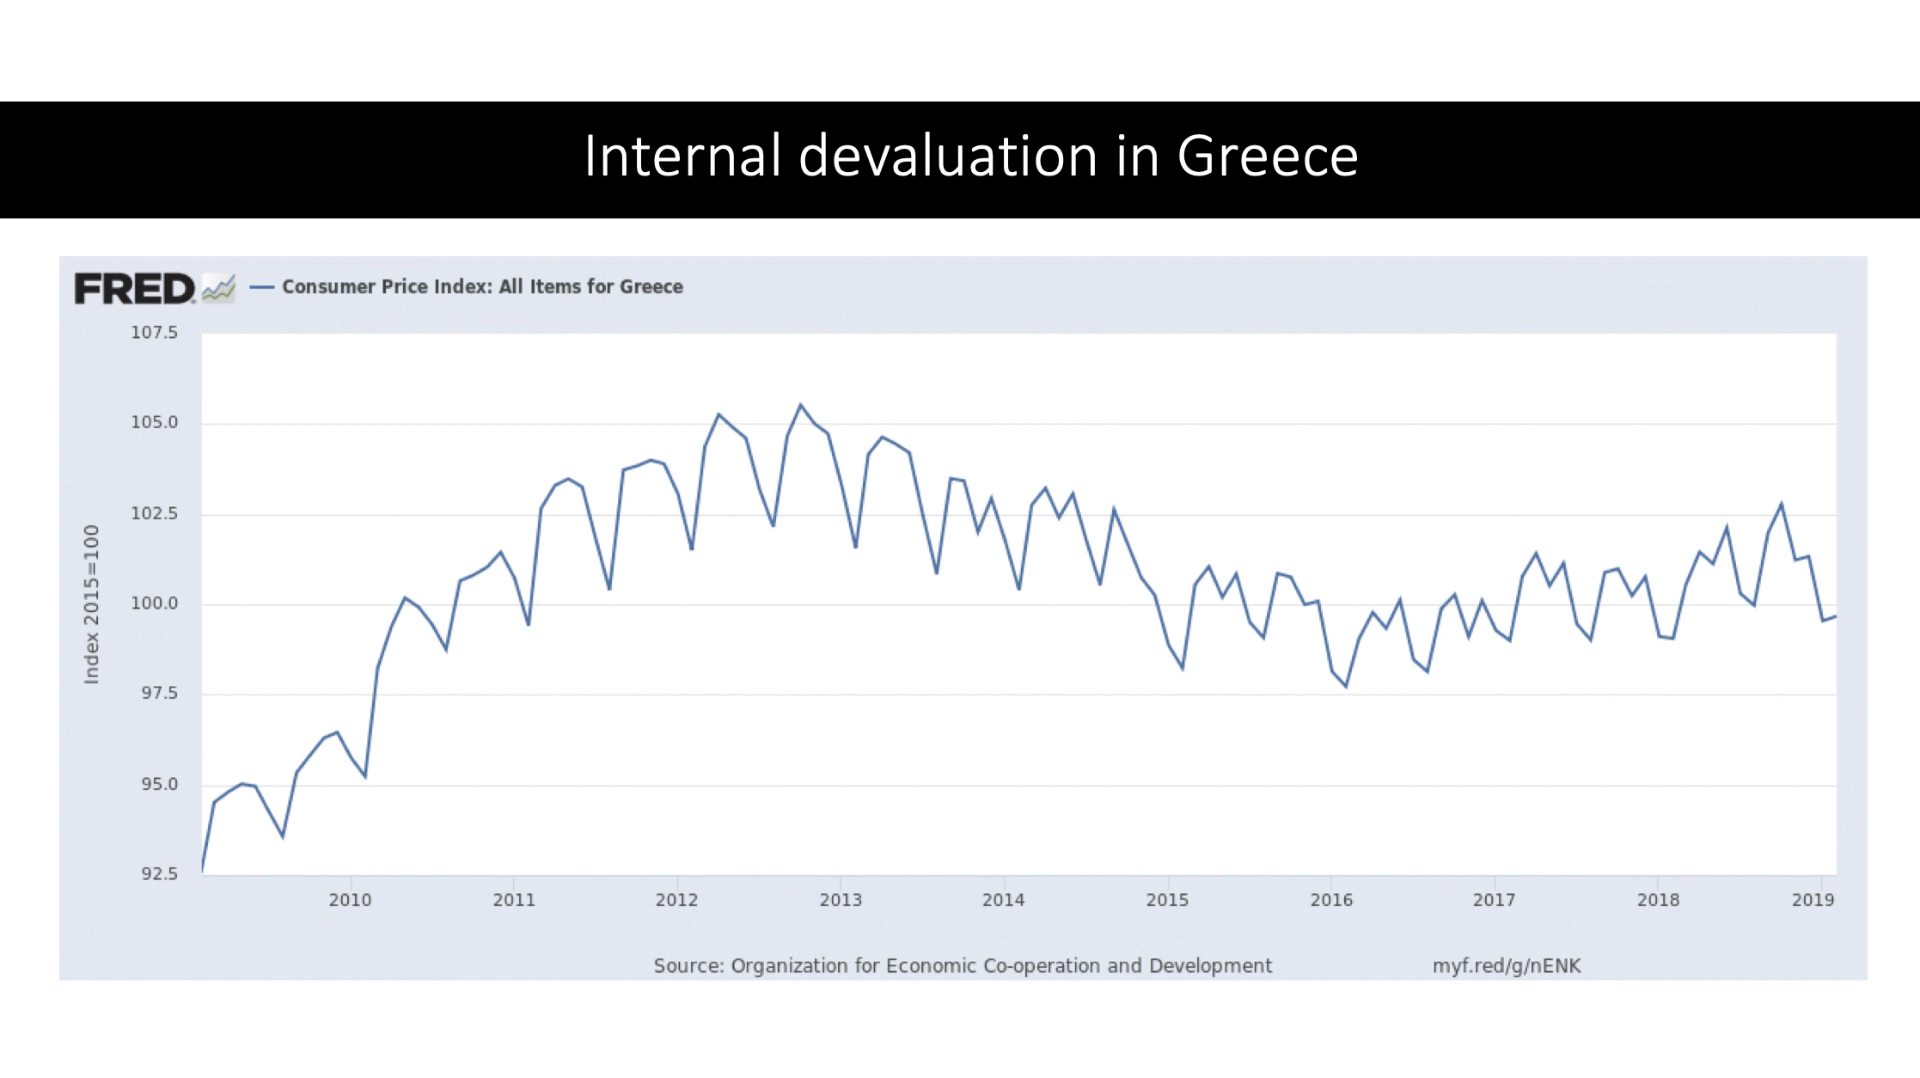 Internal devaluation in Greece
FRED — Consumer Price Index: All Items for Greece
107.5
105.0
102.5
100.0
97.5
95.0
92.5
Index 2015=100
2010 2011 2012 2013 2014 2015 2016 2017 2018 2019
Source: Organization for Economic Co-operation and Development myf.red/g/nENK